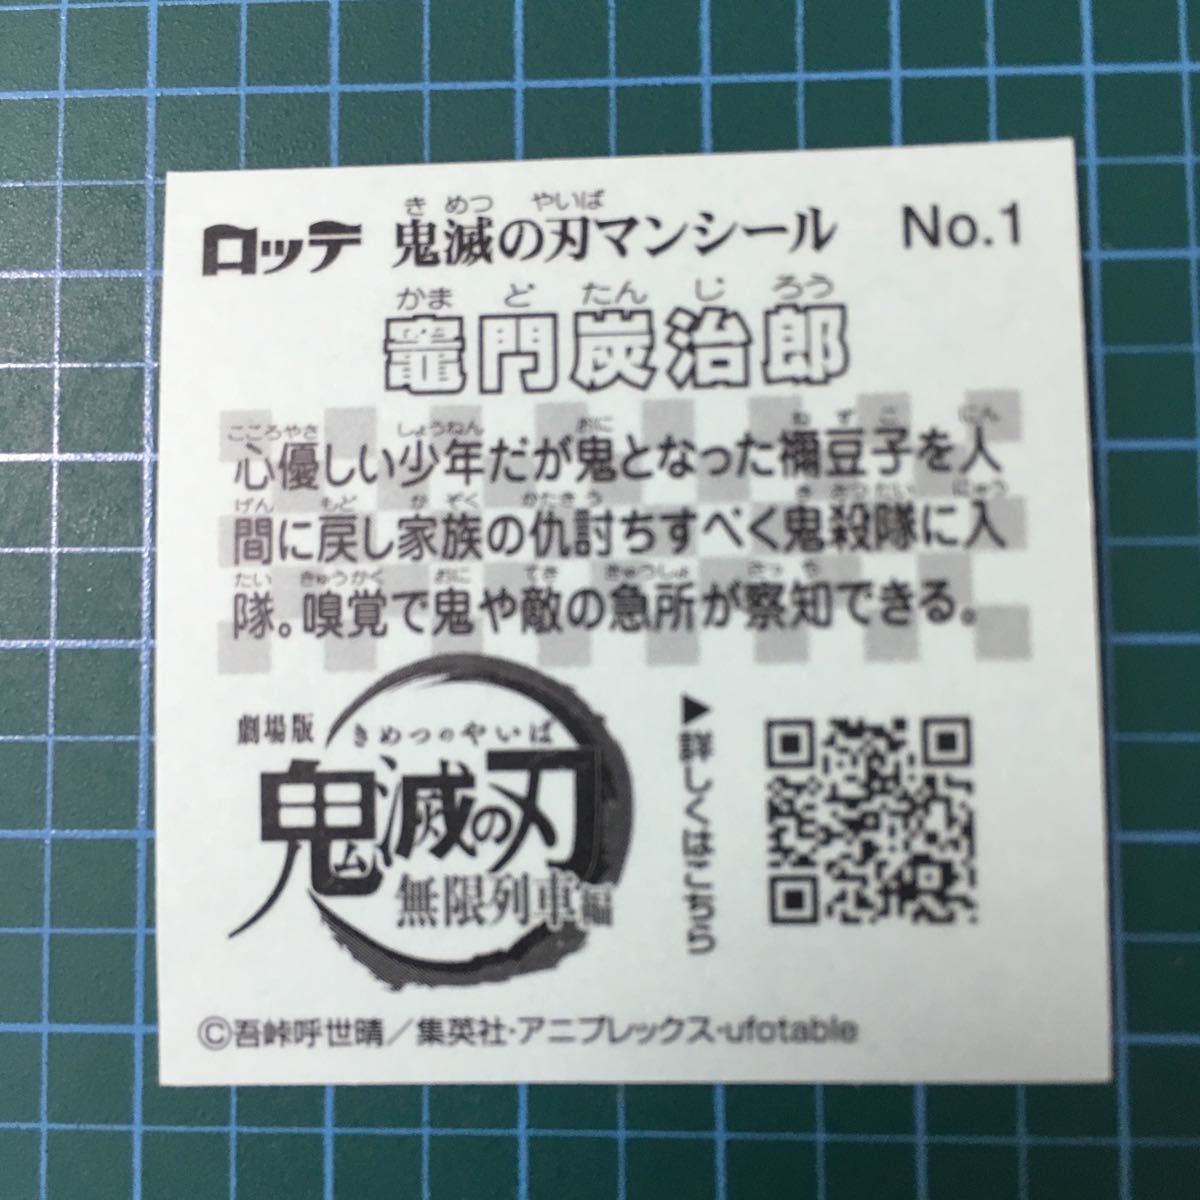 ロッテ 鬼滅の刃マンシール No.1
きめつ やいば
かまどたんじろう
竈門炭治郎
こころやさ しょうねん おに ねずこ にん
心優しい少年だが鬼となった禰豆子を人
げん もど かぞく かたきう きさつたい にゅう
間に戻し家族の仇討ちすべく鬼殺隊に入
たい きゅうかく おに てき きゅうしょ さっち
隊。嗅覚で鬼や敵の急所が察知できる。
劇場版 きめつのやいば
鬼滅の刃
無限列車編
▶詳しくはこちら
©吾峠呼世晴／集英社・アニプレックス・ufotable